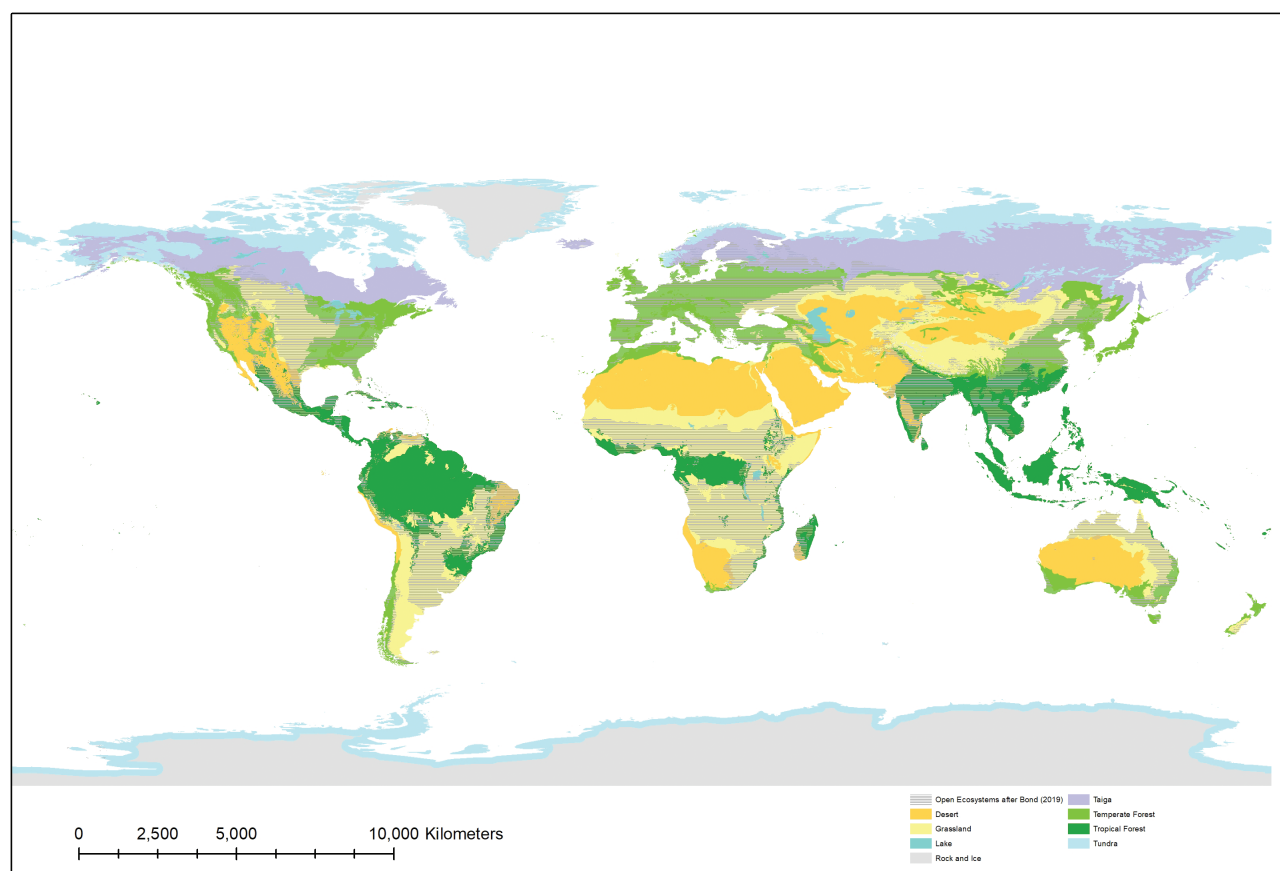 0 2,500 5,000 10,000 Kilometers
Open Ecosystems after Bond (2019)
Desert
Grassland
Lake
Rock and Ice
Taiga
Temperate Forest
Tropical Forest
Tundra